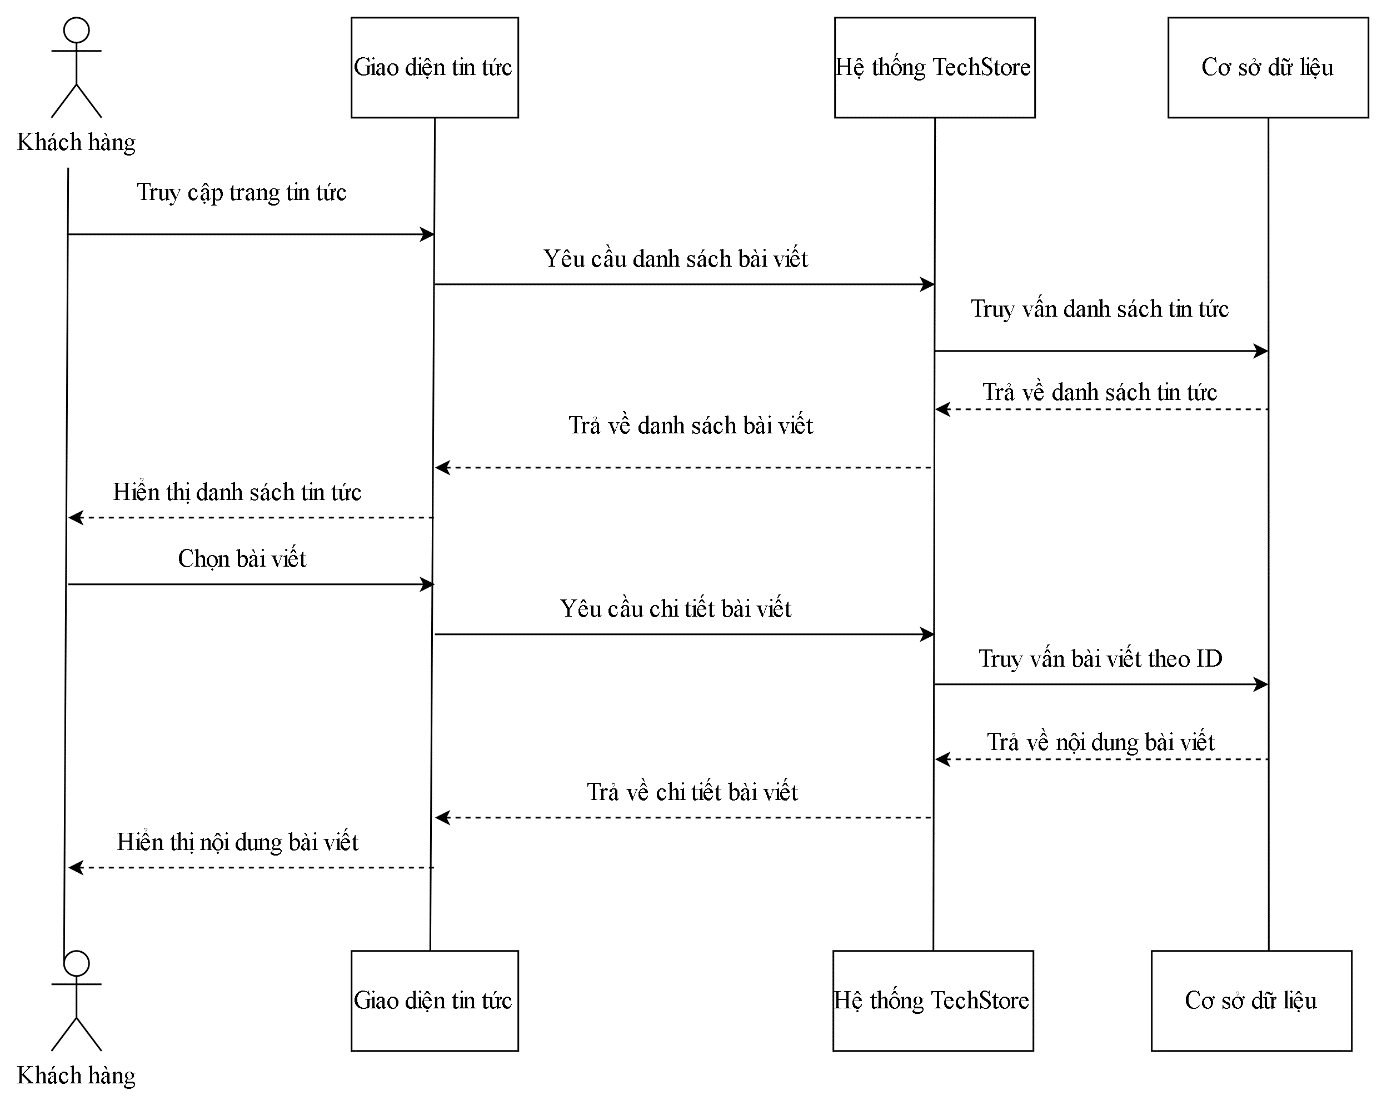 Giao diện tin tức
Hệ thống TechStore
Cơ sở dữ liệu
Khách hàng
Truy cập trang tin tức
Yêu cầu danh sách bài viết
Truy vấn danh sách tin tức
Trả về danh sách tin tức
Trả về danh sách bài viết
Hiển thị danh sách tin tức
Chọn bài viết
Yêu cầu chi tiết bài viết
Truy vấn bài viết theo ID
Trả về nội dung bài viết
Trả về chi tiết bài viết
Hiển thị nội dung bài viết
Giao diện tin tức
Hệ thống TechStore
Cơ sở dữ liệu
Khách hàng